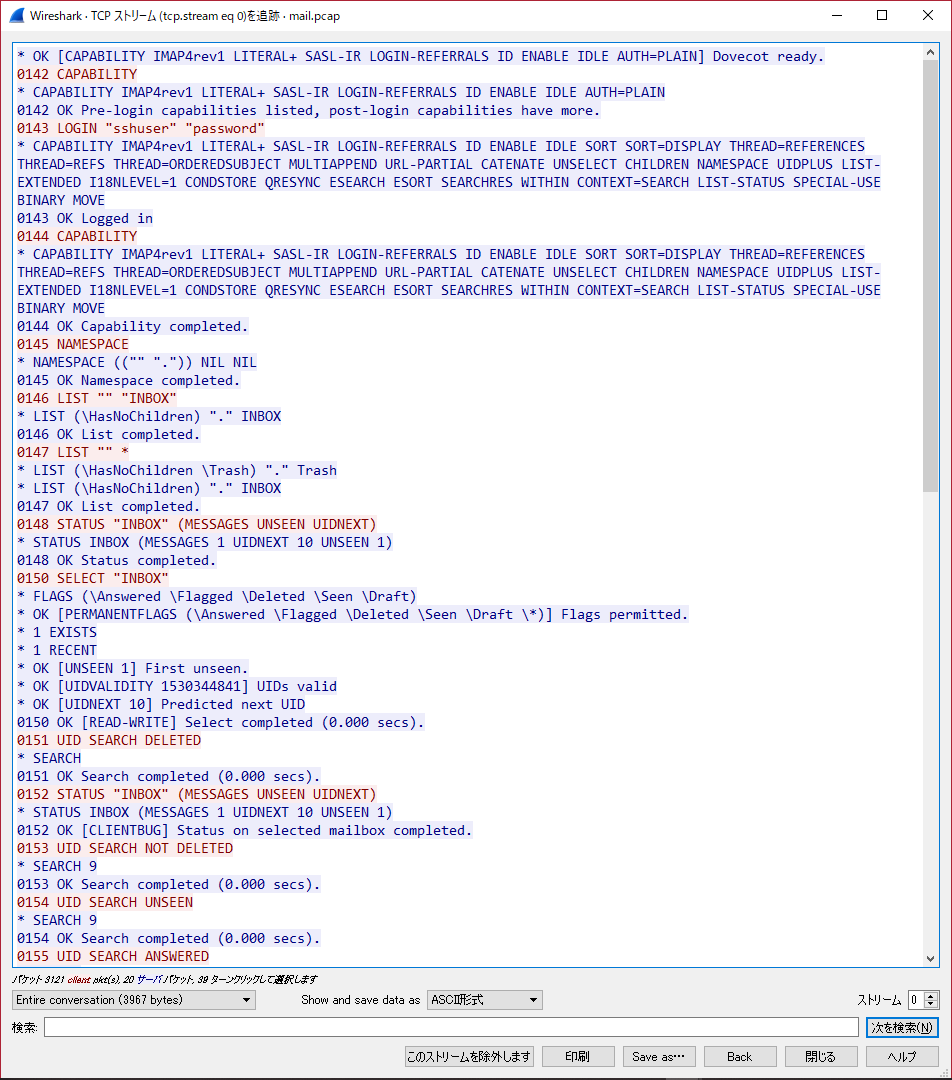 Wireshark · TCP ストリーム (tcp.stream eq 0)を追跡 · mail.pcap
* OK [CAPABILITY IMAP4rev1 LITERAL+ SASL-IR LOGIN-REFERRALS ID ENABLE IDLE AUTH=PLAIN] Dovecot ready.
0142 CAPABILITY
* CAPABILITY IMAP4rev1 LITERAL+ SASL-IR LOGIN-REFERRALS ID ENABLE IDLE AUTH=PLAIN
0142 OK Pre-login capabilities listed, post-login capabilities have more.
0143 LOGIN "sshuser" "password"
* CAPABILITY IMAP4rev1 LITERAL+ SASL-IR LOGIN-REFERRALS ID ENABLE IDLE SORT SORT=DISPLAY THREAD=REFERENCES
THREAD=REFS THREAD=ORDEREDSUBJECT MULTIAPPEND URL-PARTIAL CATENATE UNSELECT CHILDREN NAMESPACE UIDPLUS LIST-
EXTENDED I18NLEVEL=1 CONDSTORE QRESYNC ESEARCH ESORT SEARCHRES WITHIN CONTEXT=SEARCH LIST-STATUS SPECIAL-USE
BINARY MOVE
0143 OK Logged in
0144 CAPABILITY
* CAPABILITY IMAP4rev1 LITERAL+ SASL-IR LOGIN-REFERRALS ID ENABLE IDLE SORT SORT=DISPLAY THREAD=REFERENCES
THREAD=REFS THREAD=ORDEREDSUBJECT MULTIAPPEND URL-PARTIAL CATENATE UNSELECT CHILDREN NAMESPACE UIDPLUS LIST-
EXTENDED I18NLEVEL=1 CONDSTORE QRESYNC ESEARCH ESORT SEARCHRES WITHIN CONTEXT=SEARCH LIST-STATUS SPECIAL-USE
BINARY MOVE
0144 OK Capability completed.
0145 NAMESPACE
* NAMESPACE (("" ".")) NIL NIL
0145 OK Namespace completed.
0146 LIST "" "INBOX"
* LIST (\HasNoChildren) "." INBOX
0146 OK List completed.
0147 LIST "" *
* LIST (\HasNoChildren \Trash) "." Trash
* LIST (\HasNoChildren) "." INBOX
0147 OK List completed.
0148 STATUS "INBOX" (MESSAGES UNSEEN UIDNEXT)
* STATUS INBOX (MESSAGES 1 UIDNEXT 10 UNSEEN 1)
0148 OK Status completed.
0150 SELECT "INBOX"
* FLAGS (\Answered \Flagged \Deleted \Seen \Draft)
* OK [PERMANENTFLAGS (\Answered \Flagged \Deleted \Seen \Draft \*)] Flags permitted.
* 1 EXISTS
* 1 RECENT
* OK [UNSEEN 1] First unseen.
* OK [UIDVALIDITY 1530344841] UIDs valid
* OK [UIDNEXT 10] Predicted next UID
0150 OK [READ-WRITE] Select completed (0.000 secs).
0151 UID SEARCH DELETED
* SEARCH
0151 OK Search completed (0.000 secs).
0152 STATUS "INBOX" (MESSAGES UNSEEN UIDNEXT)
* STATUS INBOX (MESSAGES 1 UIDNEXT 10 UNSEEN 1)
0152 OK [CLIENTBUG] Status on selected mailbox completed.
0153 UID SEARCH NOT DELETED
* SEARCH 9
0153 OK Search completed (0.000 secs).
0154 UID SEARCH UNSEEN
* SEARCH 9
0154 OK Search completed (0.000 secs).
0155 UID SEARCH ANSWERED
パケット 3121 client pkt(s), 20 サーバ パケット, 39 ターンクリックして選択します
Entire conversation (3967 bytes) Show and save data as ASCII形式 ストリーム 0
検索: 次を検索(N)
このストリームを除外します 印刷 Save as… Back 閉じる ヘルプ